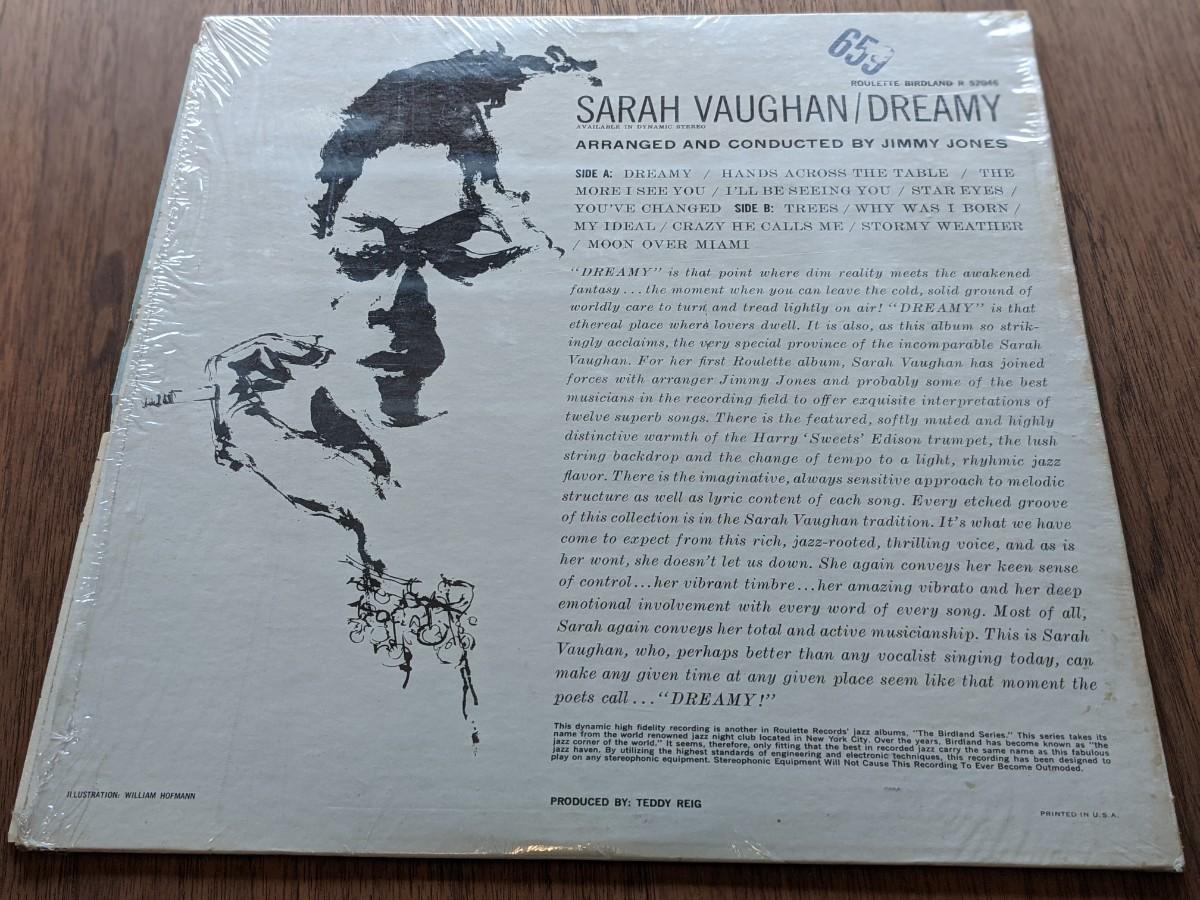 659
ROULETTE BIRDLAND R 52046
SARAH VAUGHAN/DREAMY
AVAILABLE IN DYNAMIC STEREO
ARRANGED AND CONDUCTED BY JIMMY JONES
SIDE A: DREAMY / HANDS ACROSS THE TABLE / THE
MORE I SEE YOU / I'LL BE SEEING YOU / STAR EYES /
YOU'VE CHANGED SIDE B: TREES / WHY WAS I BORN /
MY IDEAL / CRAZY HE CALLS ME / STORMY WEATHER
/ MOON OVER MIAMI
"DREAMY" is that point where dim reality meets the awakened
fantasy...the moment when you can leave the cold, solid ground of
worldly care to turn and tread lightly on air! "DREAMY" is that
ethereal place where lovers dwell. It is also, as this album so strik-
ingly acclaims, the very special province of the incomparable Sarah
Vaughan. For her first Roulette album, Sarah Vaughan has joined
forces with arranger Jimmy Jones and probably some of the best
musicians in the recording field to offer exquisite interpretations of
twelve superb songs. There is the featured, softly muted and highly
distinctive warmth of the Harry 'Sweets' Edison trumpet, the lush
string backdrop and the change of tempo to a light, rhyhmic jazz
flavor. There is the imaginative, always sensitive approach to melodic
structure as well as lyric content of each song. Every etched groove
of this collection is in the Sarah Vaughan tradition. It's what we have
come to expect from this rich, jazz-rooted, thrilling voice, and as is
her wont, she doesn't let us down. She again conveys her keen sense
of control...her vibrant timbre...her amazing vibrato and her deep
emotional involvement with every word of every song. Most of all,
Sarah again conveys her total and active musicianship. This is Sarah
Vaughan, who, perhaps better than any vocalist singing today, can
make any given time at any given place seem like that moment the
poets call..."DREAMY!"
This dynamic high fidelity recording is another in Roulette Records' jazz albums, "The Birdland Series." This series takes its
name from the world renowned jazz night club located in New York City. Over the years, Birdland has become known as "the
jazz corner of the world." It seems, therefore, only fitting that the best in recorded jazz carry the same name as this fabulous
jazz haven. By utilizing the highest standards of engineering and electronic techniques, this recording has been designed to
play on any stereophonic equipment. Stereophonic Equipment Will Not Cause This Recording To Ever Become Outmoded.
ILLUSTRATION: WILLIAM HOFMANN
PRODUCED BY: TEDDY REIG
PRINTED IN U.S.A.